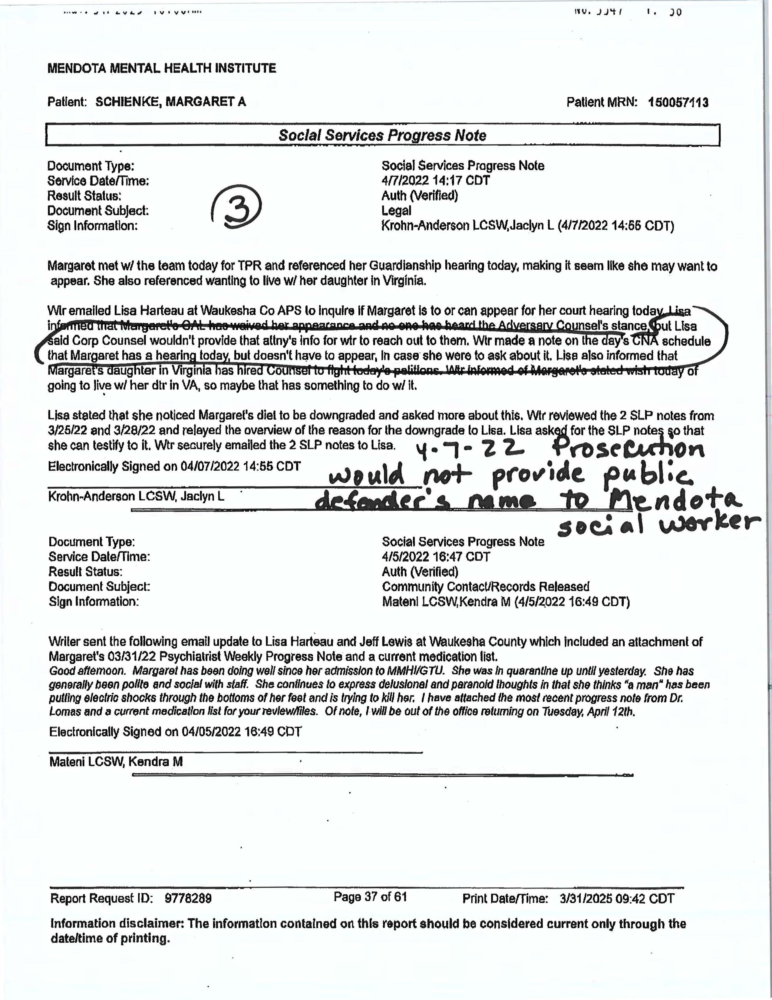 MENDOTA MENTAL HEALTH INSTITUTE
Patient: SCHIENKE, MARGARET A Patient MRN: 150057113
Social Services Progress Note
Document Type: Social Services Progress Note
Service Date/Time: 4/7/2022 14:17 CDT
Result Status: Auth (Verified)
Document Subject: Legal
Sign Information: Krohn-Anderson LCSW,Jaclyn L (4/7/2022 14:55 CDT)
3
Margaret met w/ the team today for TPR and referenced her Guardianship hearing today, making it seem like she may want to
appear. She also referenced wanting to live w/ her daughter in Virginia.
Wtr emailed Lisa Harteau at Waukesha Co APS to inquire if Margaret is to or can appear for her court hearing today. Lisa
informed that Margaret's GAL has waived her appearance and no one has heard the Adversary Counsel's stance, but Lisa
said Corp Counsel wouldn't provide that attny's info for wtr to reach out to them. Wtr made a note on the day's CNA schedule
that Margaret has a hearing today, but doesn't have to appear, in case she were to ask about it. Lisa also informed that
Margaret's daughter in Virginia has hired Counsel to fight today's petitions. Wtr informed of Margaret's stated wish today of
going to live w/ her dtr in VA, so maybe that has something to do w/ it.
Lisa stated that she noticed Margaret's diet to be downgraded and asked more about this. Wtr reviewed the 2 SLP notes from
3/25/22 and 3/28/22 and relayed the overview of the reason for the downgrade to Lisa. Lisa asked for the SLP notes so that
she can testify to it. Wtr securely emailed the 2 SLP notes to Lisa.
4-7-22 Prosecution
would not provide public
defender's name to Mendota
social worker
Electronically Signed on 04/07/2022 14:55 CDT
Krohn-Anderson LCSW, Jaclyn L
Document Type: Social Services Progress Note
Service Date/Time: 4/5/2022 16:47 CDT
Result Status: Auth (Verified)
Document Subject: Community Contact/Records Released
Sign Information: Mateni LCSW,Kendra M (4/5/2022 16:49 CDT)
Writer sent the following email update to Lisa Harteau and Jeff Lewis at Waukesha County which included an attachment of
Margaret's 03/31/22 Psychiatrist Weekly Progress Note and a current medication list.
Good afternoon. Margaret has been doing well since her admission to MMHI/GTU. She was in quarantine up until yesterday. She has
generally been polite and social with staff. She continues to express delusional and paranoid thoughts in that she thinks "a man" has been
putting electric shocks through the bottoms of her feet and is trying to kill her. I have attached the most recent progress note from Dr.
Lomas and a current medication list for your review/files. Of note, I will be out of the office returning on Tuesday, April 12th.
Electronically Signed on 04/05/2022 16:49 CDT
Mateni LCSW, Kendra M
Report Request ID: 9778289 Page 37 of 61 Print Date/Time: 3/31/2025 09:42 CDT
Information disclaimer: The information contained on this report should be considered current only through the
date/time of printing.